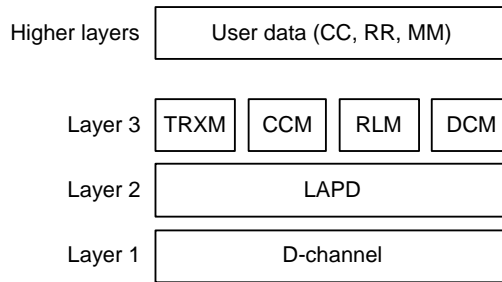 Higher layers User data (CC, RR, MM)
Layer 3 TRXM CCM RLM DCM
Layer 2 LAPD
Layer 1 D-channel